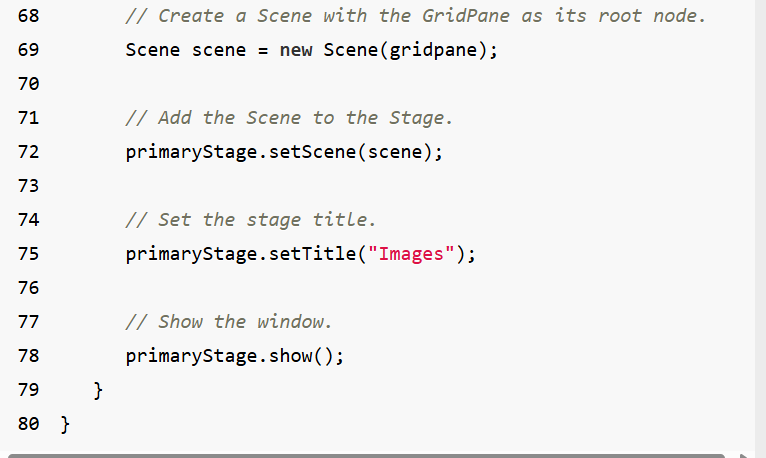 68 // Create a Scene with the GridPane as its root node.
69 Scene scene = new Scene(gridpane);
70
71 // Add the Scene to the Stage.
72 primaryStage.setScene(scene);
73
74 // Set the stage title.
75 primaryStage.setTitle("Images");
76
77 // Show the window.
78 primaryStage.show();
79 }
80 }